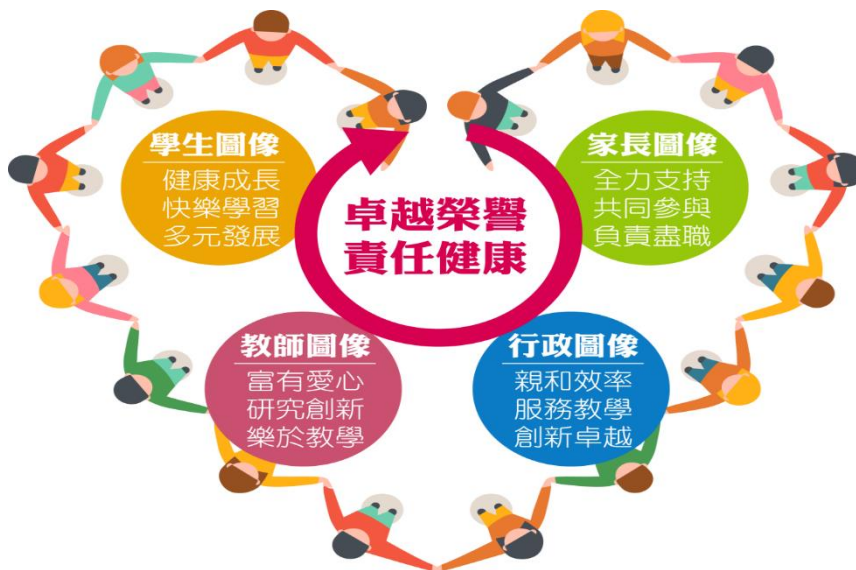 學生圖像
健康成長
快樂學習
多元發展
家長圖像
全力支持
共同參與
負責盡職
卓越榮譽
責任健康
教師圖像
富有愛心
研究創新
樂於教學
行政圖像
親和效率
服務教學
創新卓越